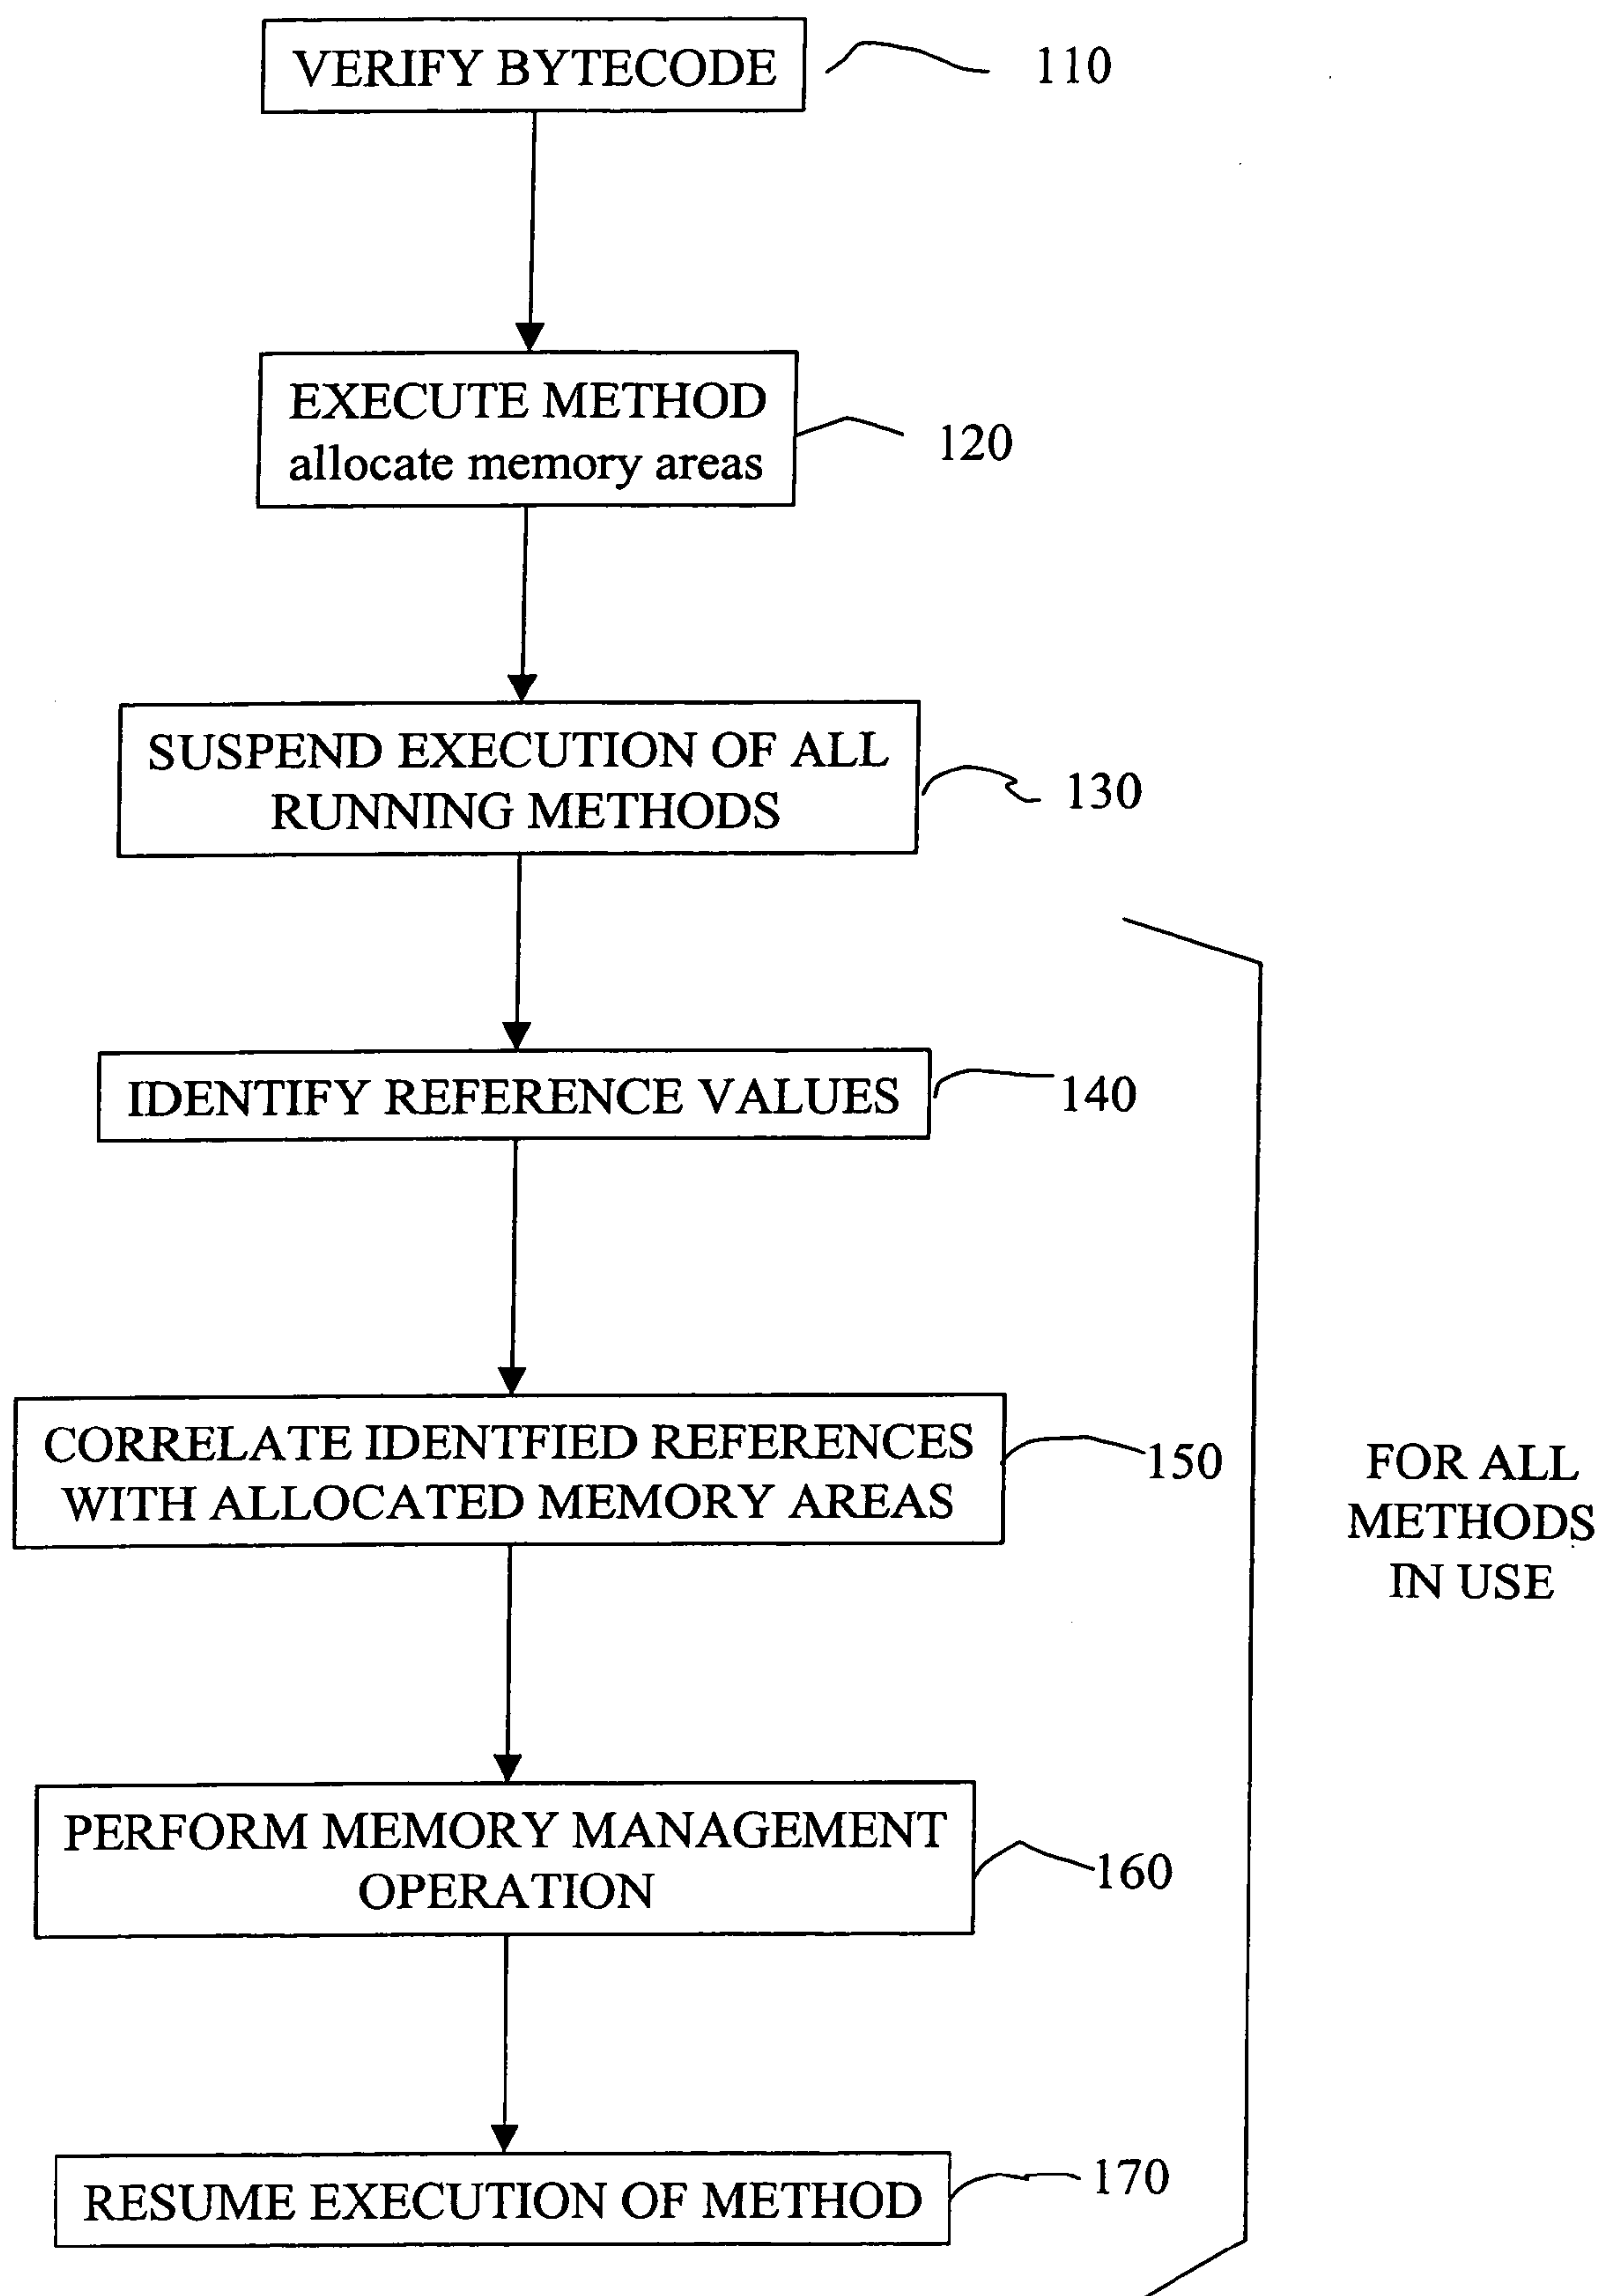 VERIFY BYTECODE
110
EXECUTE METHOD
allocate memory areas
120
SUSPEND EXECUTION OF ALL
RUNNING METHODS
130
IDENTIFY REFERENCE VALUES
140
CORRELATE IDENTFIED REFERENCES
WITH ALLOCATED MEMORY AREAS
150
FOR ALL
METHODS
IN USE
PERFORM MEMORY MANAGEMENT
OPERATION
160
RESUME EXECUTION OF METHOD
170